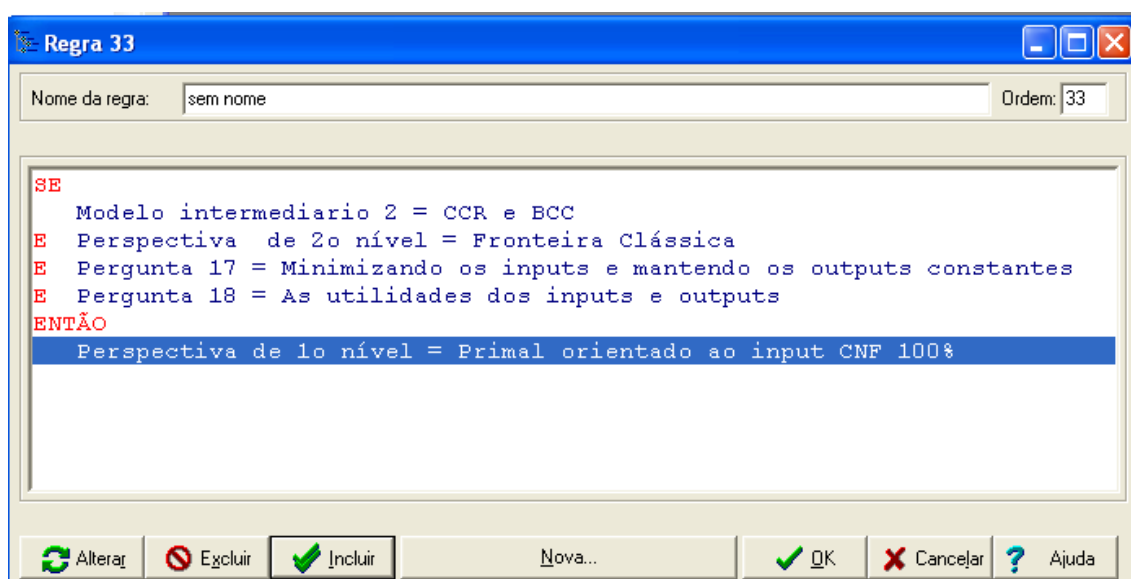 Regra 33
Nome da regra: sem nome Ordem: 33
SE
Modelo intermediario 2 = CCR e BCC
E Perspectiva de 2o nível = Fronteira Clássica
E Pergunta 17 = Minimizando os inputs e mantendo os outputs constantes
E Pergunta 18 = As utilidades dos inputs e outputs
ENTÃO
Perspectiva de 1o nível = Primal orientado ao input CNF 100%
Alterar Excluir Incluir Nova... OK Cancelar Ajuda